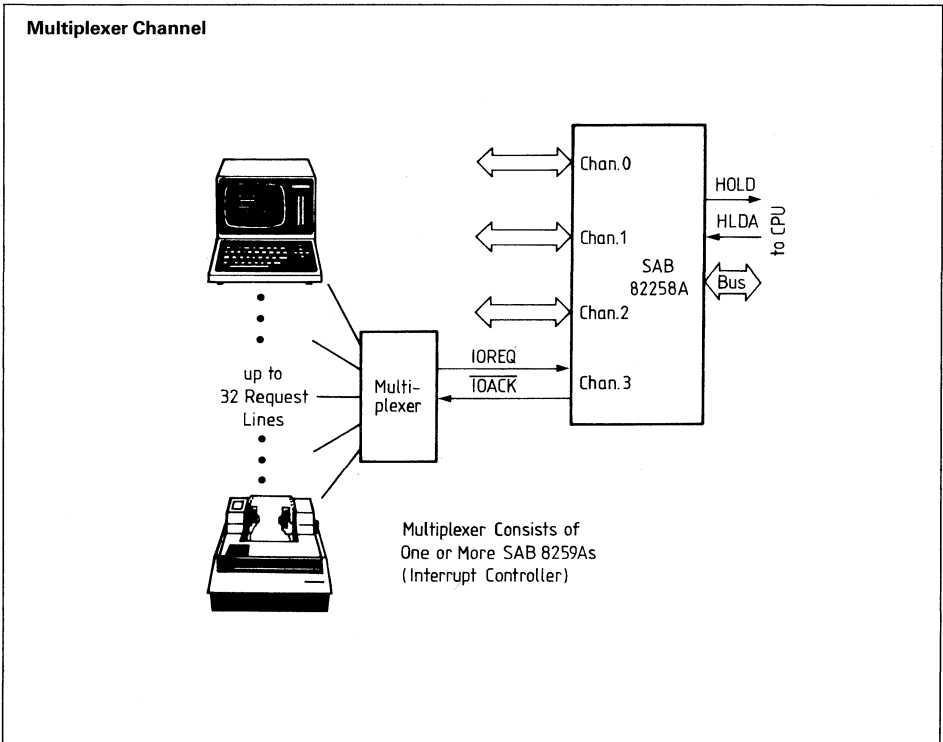 Multiplexer Channel
Chan.0
Chan.1
Chan.2
Chan.3
SAB
82258A
HOLD
HLDA
Bus
to CPU
IOREQ
IOACK
Multi-
plexer
up to
32 Request
Lines
Multiplexer Consists of
One or More SAB 8259As
(Interrupt Controller)